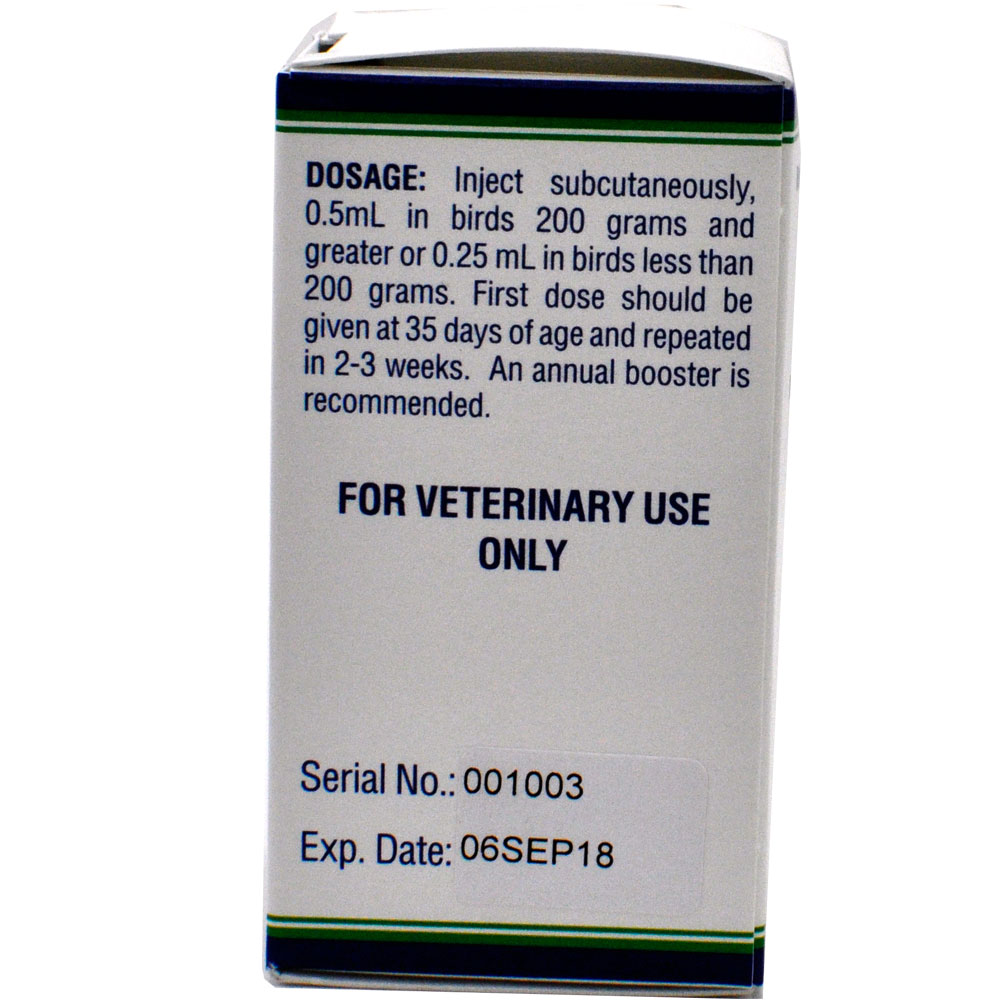 DOSAGE: Inject subcutaneously,
0.5mL in birds 200 grams and
greater or 0.25 mL in birds less than
200 grams. First dose should be
given at 35 days of age and repeated
in 2-3 weeks. An annual booster is
recommended.
FOR VETERINARY USE
ONLY
Serial No.: 001003
Exp. Date: 06SEP18